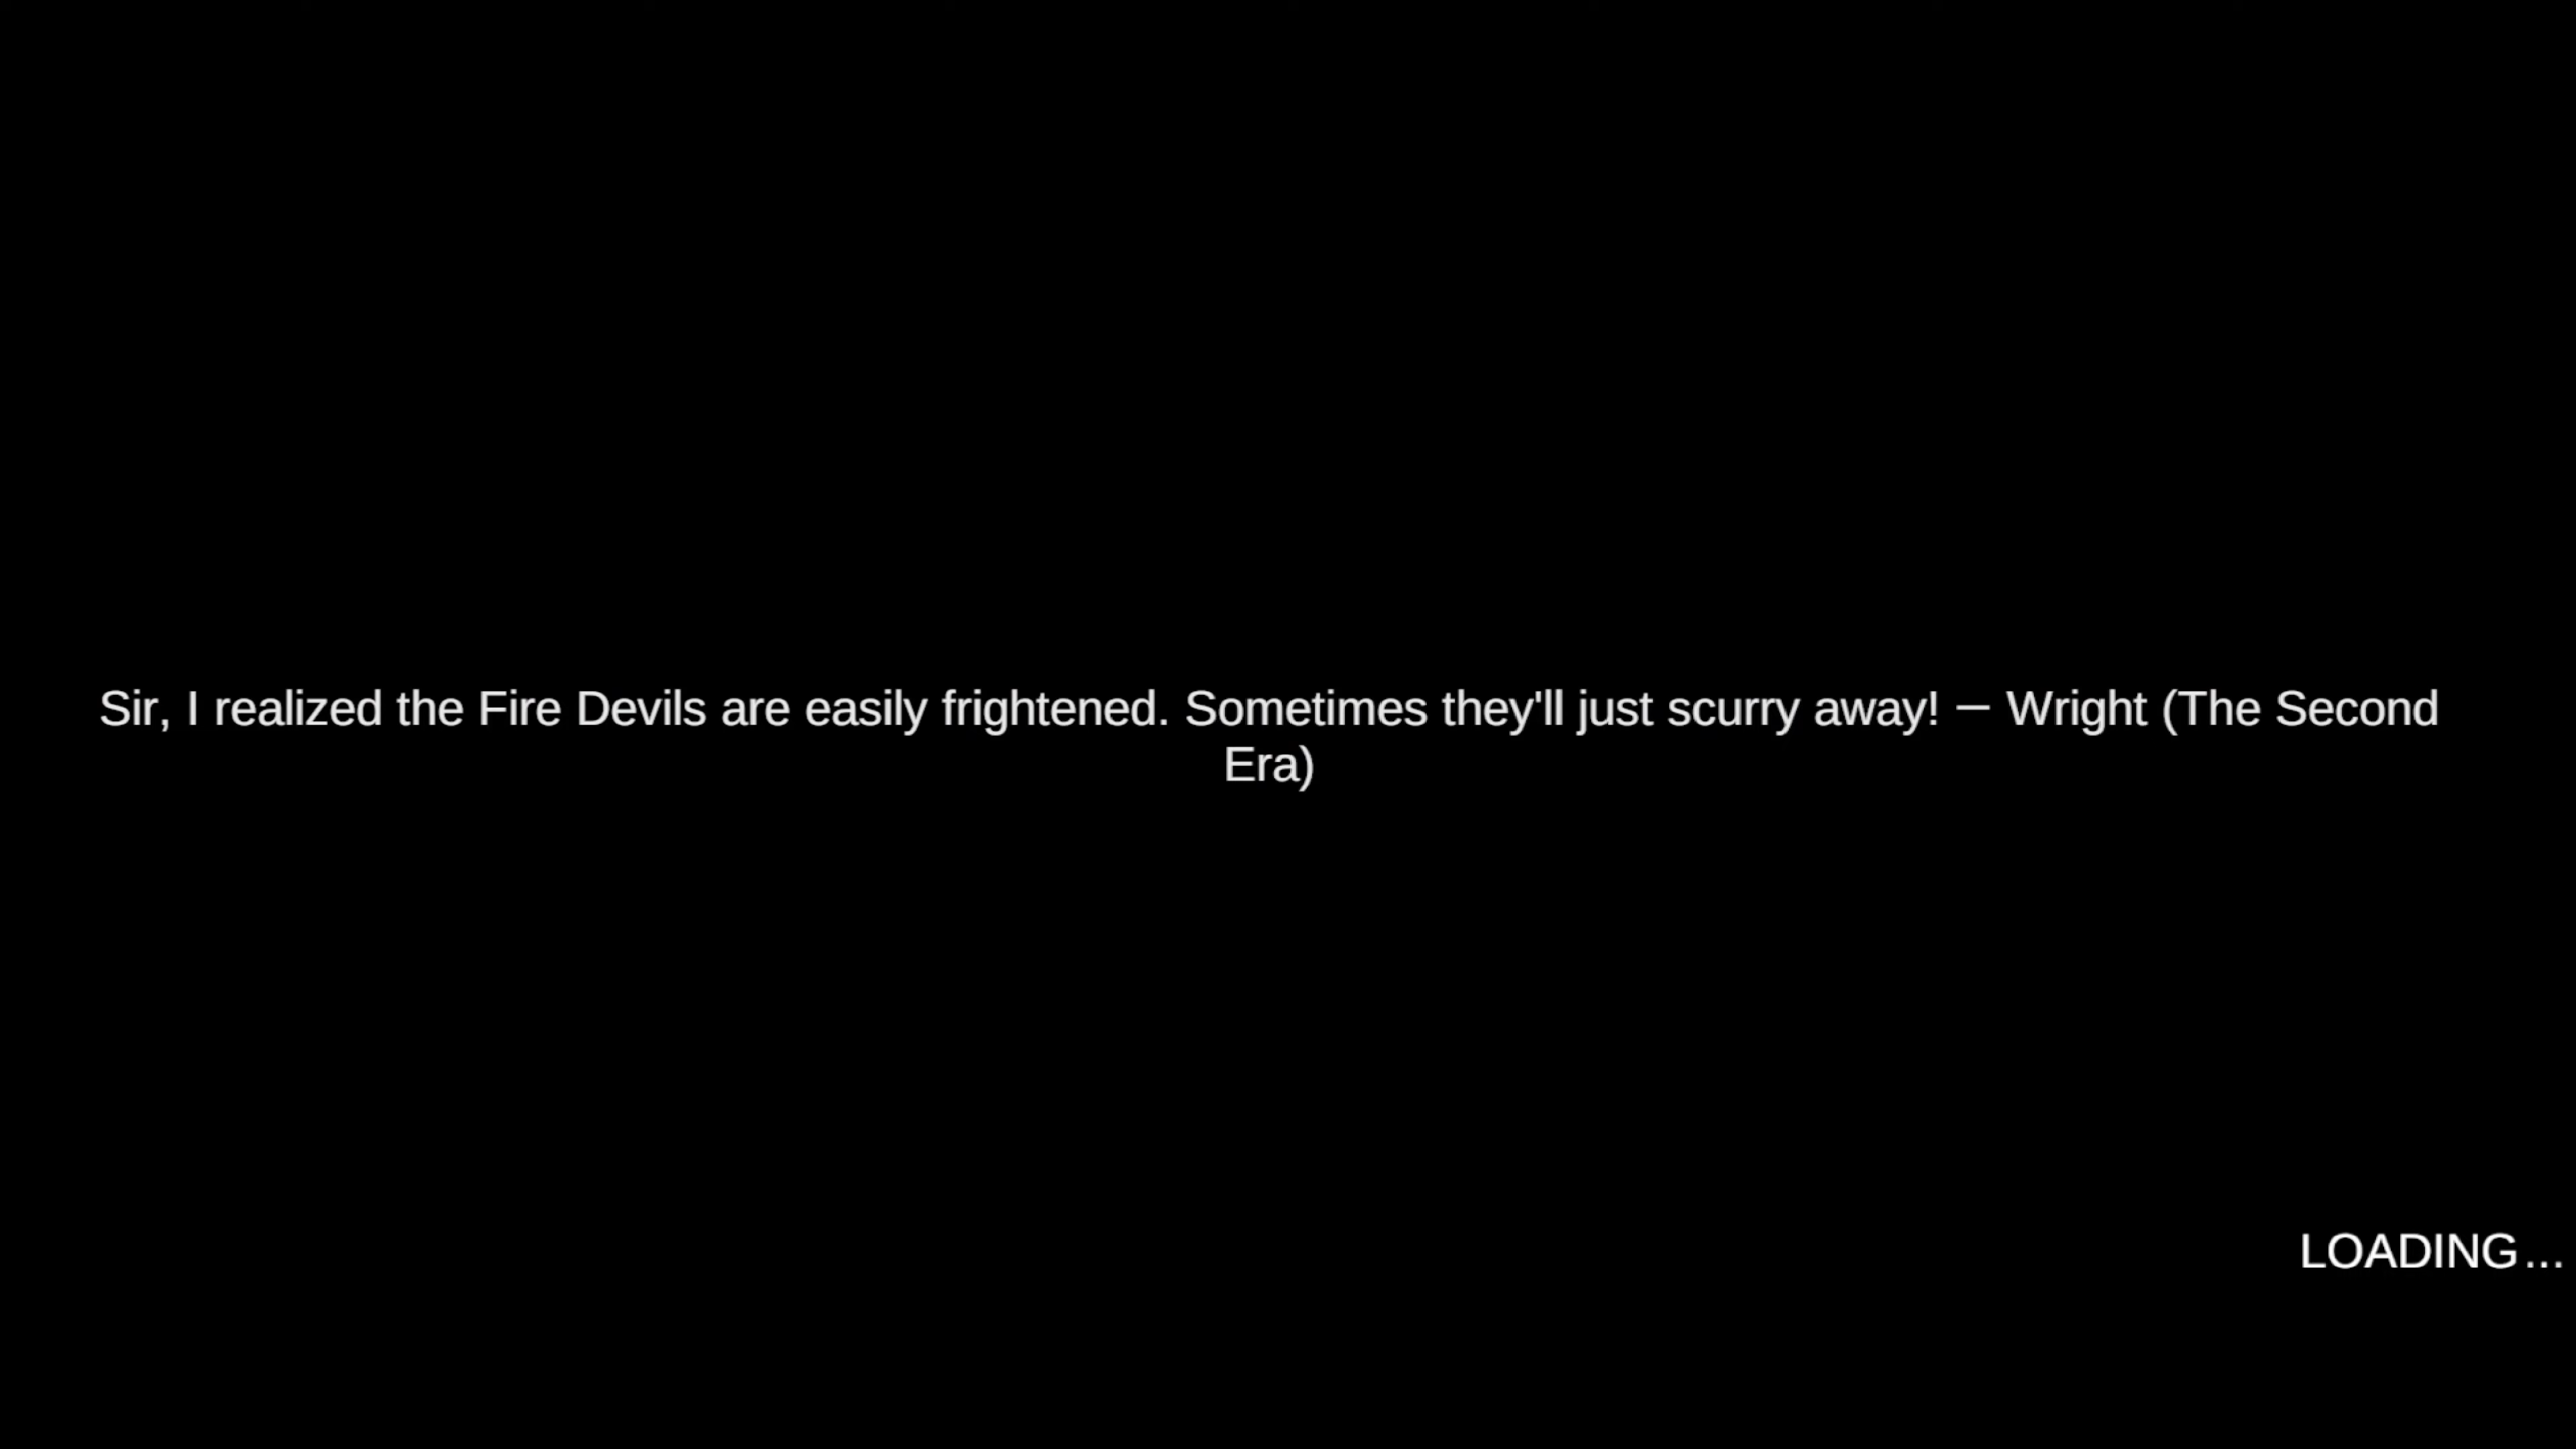 Sir, I realized the Fire Devils are easily frightened. Sometimes they'll just scurry away! — Wright (The Second
Era)
LOADING...